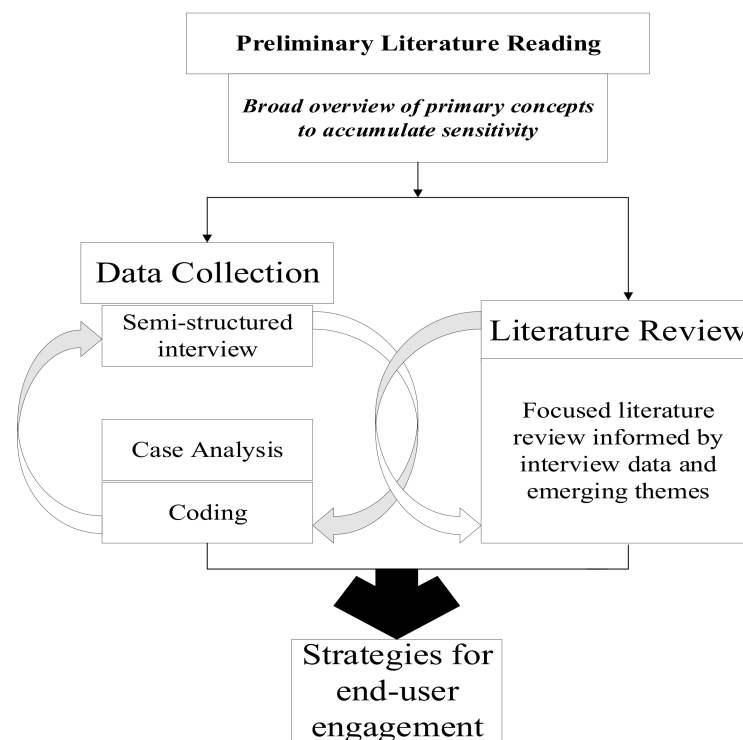 Preliminary Literature Reading
Broad overview of primary concepts
to accumulate sensitivity
Data Collection
Semi-structured
interview
Case Analysis
Coding
Literature Review
Focused literature
review informed by
interview data and
emerging themes
Strategies for
end-user
engagement